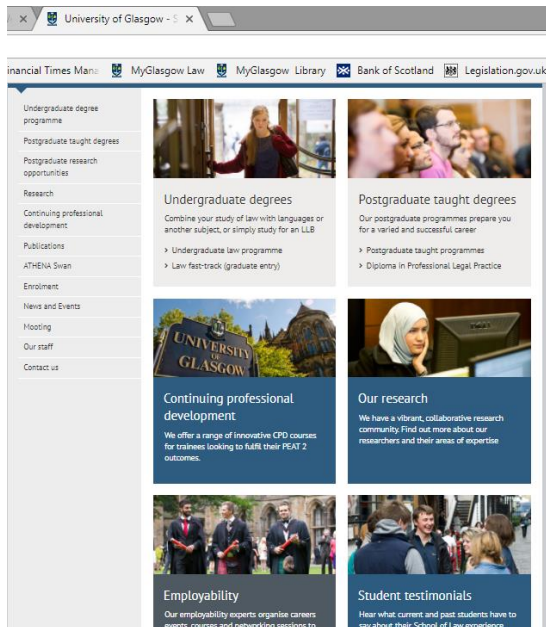 University of Glasgow - S
inancial Times Mana
MyGlasgow Law
MyGlasgow Library
Bank of Scotland
Legislation.gov.uk
Undergraduate degree
programme
Postgraduate taught degrees
Postgraduate research
opportunities
Research
Continuing professional
development
Publications
ATHENA Swan
Enrolment
News and Events
Mooting
Our staff
Contact us
Undergraduate degrees
Combine your study of law with languages or
another subject, or simply study for an LLB
› Undergraduate law programme
› Law fast-track (graduate entry)
Postgraduate taught degrees
Our postgraduate programmes prepare you
for a varied and successful career
› Postgraduate taught programmes
› Diploma in Professional Legal Practice
UNIVERSITY
OF
GLASGOW
Continuing professional
development
We offer a range of innovative CPD courses
for trainees looking to fulfil their PEAT 2
outcomes.
Our research
We have a vibrant, collaborative research
community. Find out more about our
researchers and their areas of expertise
Employability
Our employability experts organise careers
events, courses and networking sessions to
Student testimonials
Hear what current and past students have to
say about their School of Law experience